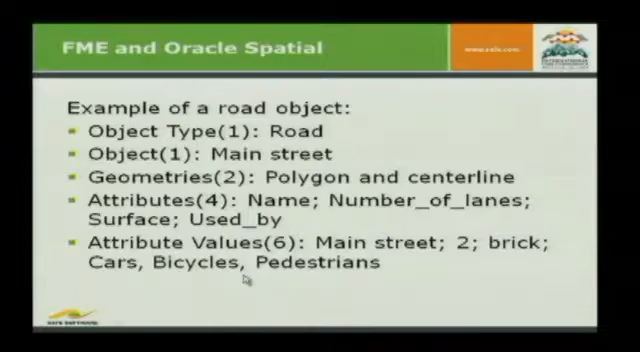 FME and Oracle Spatial
www.safe.com
Example of a road object:
Object Type(1): Road
Object(1): Main street
Geometries(2): Polygon and centerline
Attributes(4): Name; Number_of_lanes;
Surface; Used_by
Attribute Values(6): Main street; 2; brick;
Cars, Bicycles, Pedestrians
SAFE SOFTWARE